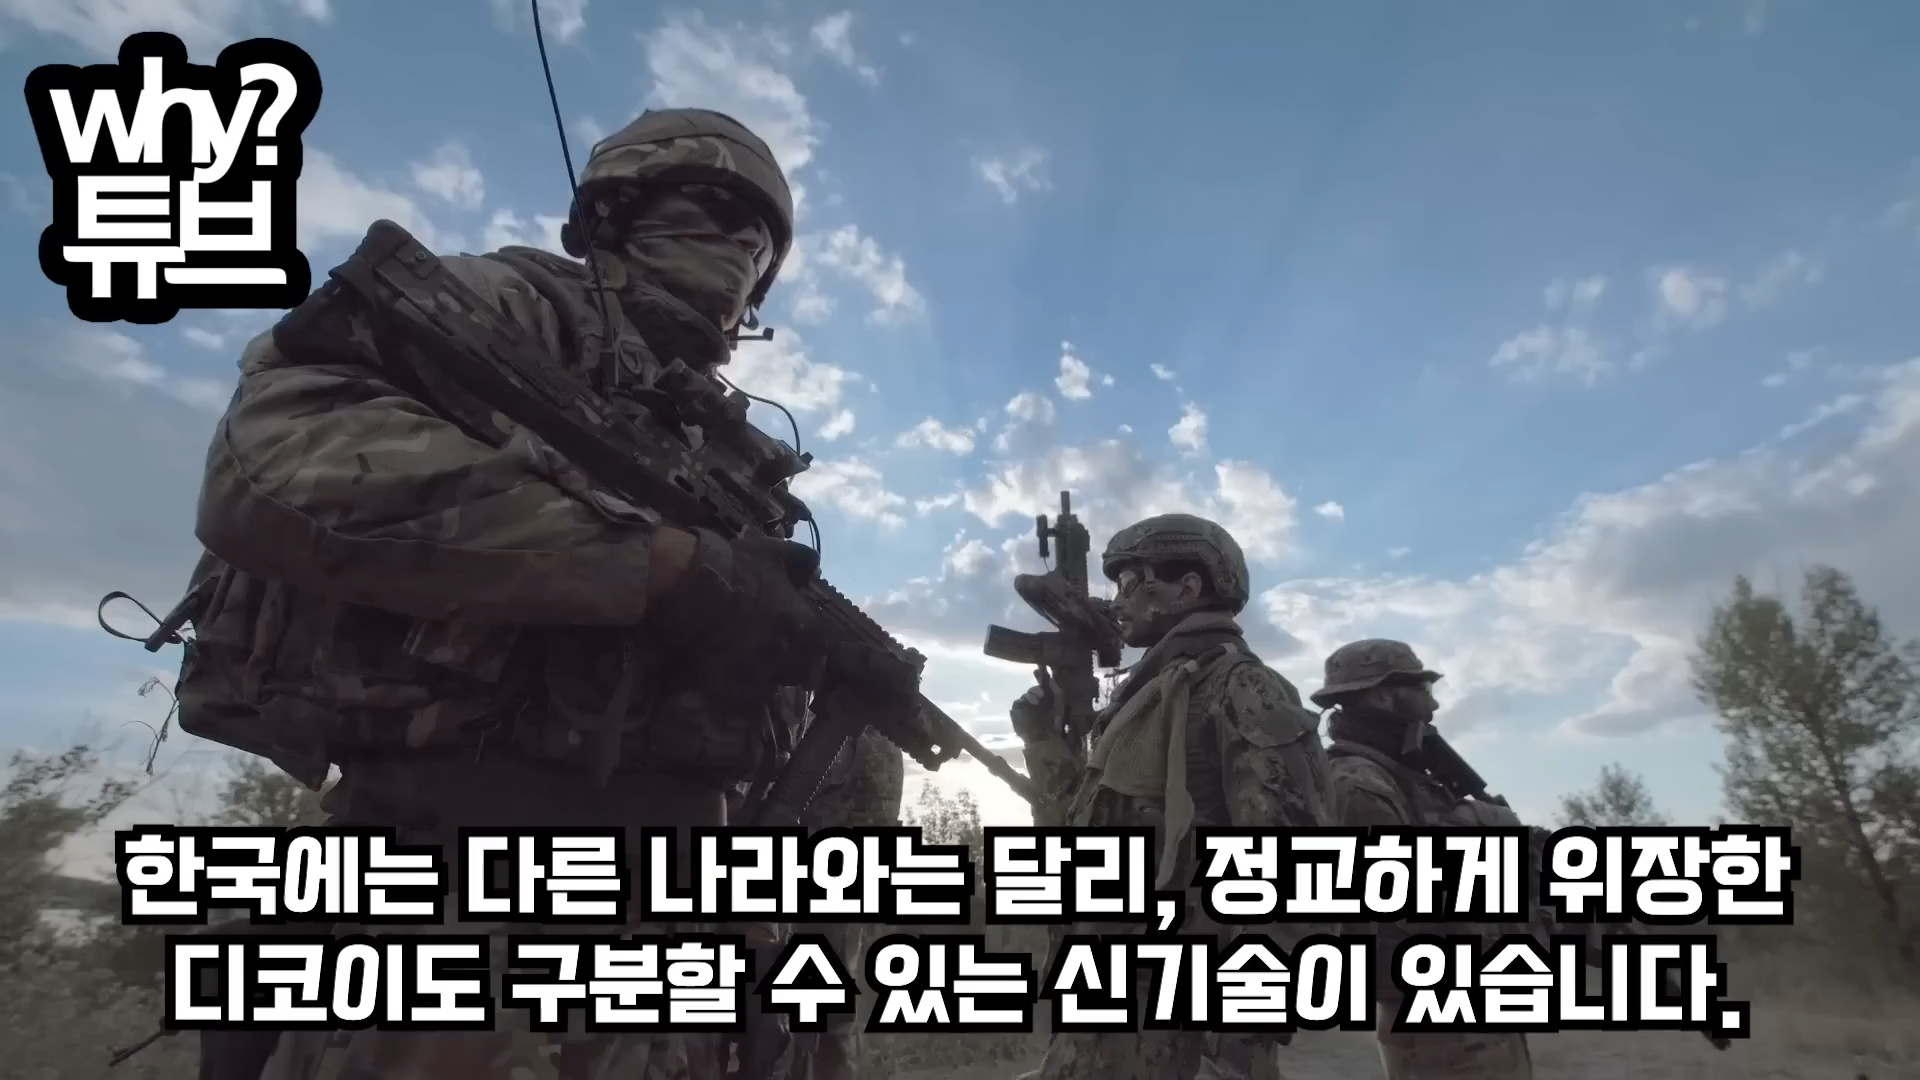 why?
튜브
한국에는 다른 나라와는 달리, 정교하게 위장한
디코이도 구분할 수 있는 신기술이 있습니다.